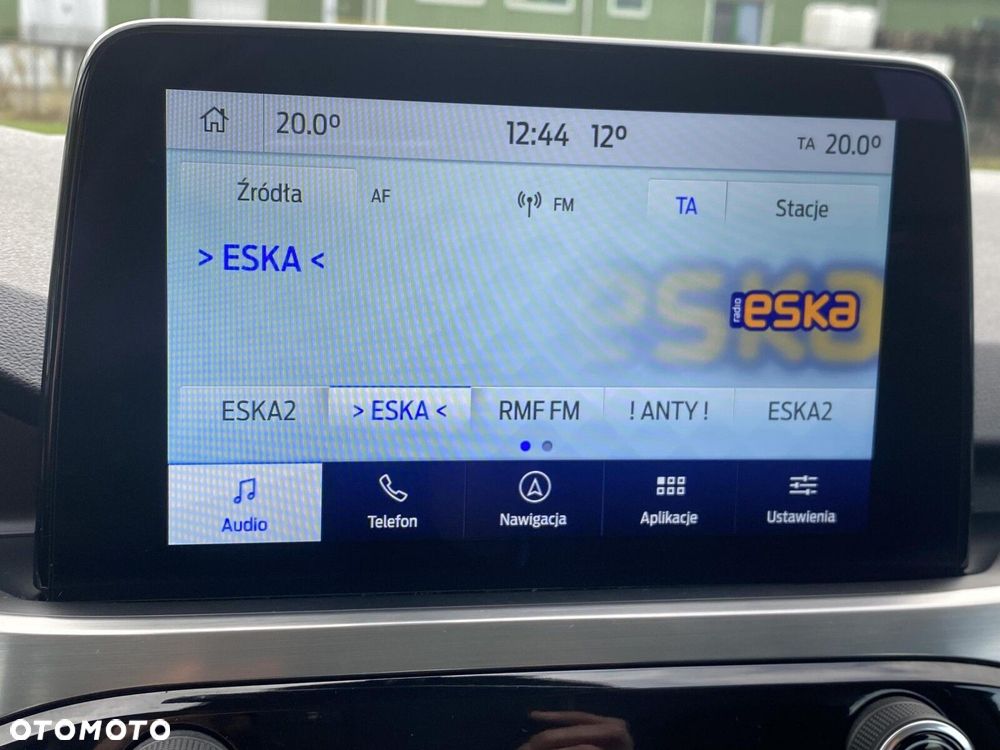 20.0° 12:44 12° TA 20.0°
Źródła AF FM TA Stacje
> ESKA <
radio eska
ESKA2 > ESKA < RMF FM ! ANTY ! ESKA2
Audio Telefon Nawigacja Aplikacje Ustawienia
OTOMOTO